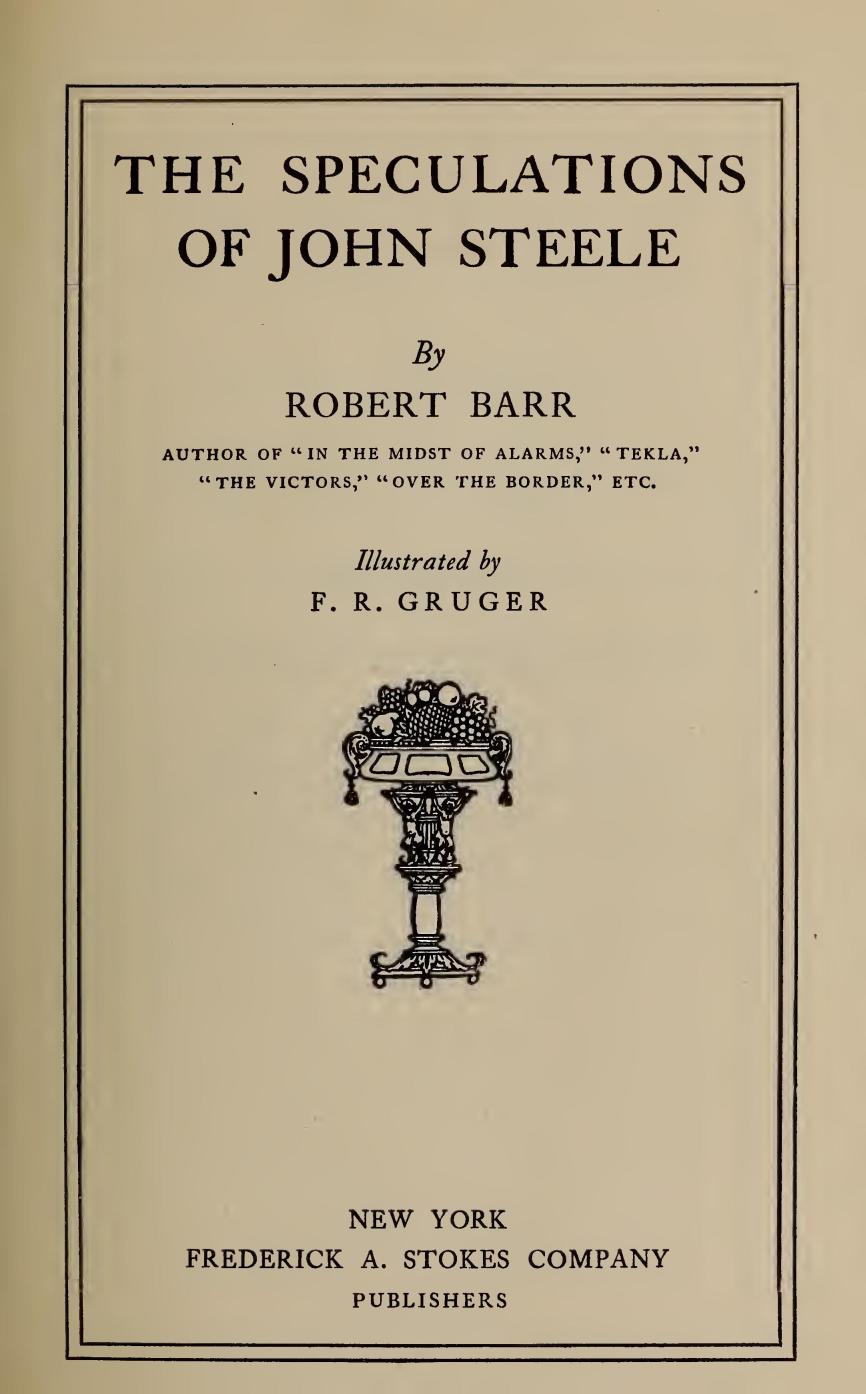 THE SPECULATIONS
OF JOHN STEELE
By
ROBERT BARR
AUTHOR OF “IN THE MIDST OF ALARMS,” “TEKLA,”
“THE VICTORS,” “OVER THE BORDER,” ETC.
Illustrated by
F. R. GRUGER
NEW YORK
FREDERICK A. STOKES COMPANY
PUBLISHERS